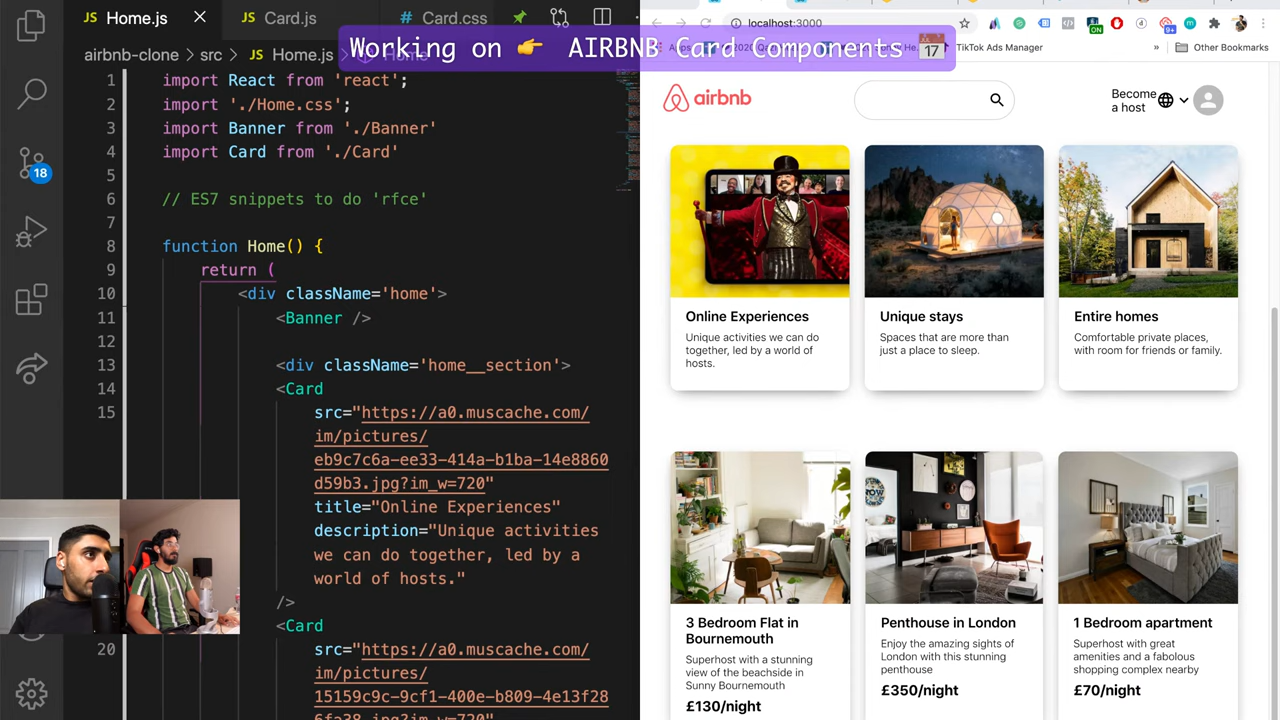 Home.js
Card.js
# Card.css
Working on 👉 AIRBNB Card Components 📅
airbnb-clone > src > JS Home.js >
1 import React from 'react';
2 import './Home.css';
3 import Banner from './Banner'
4 import Card from './Card'
5
6 // ES7 snippets to do 'rfce'
7
8 function Home() {
9 return (
10 <div className='home'>
11 <Banner />
12
13 <div className='home__section'>
14 <Card
15 src="https://a0.muscache.com/
im/pictures/
eb9c7c6a-ee33-414a-b1ba-14e8860
d59b3.jpg?im_w=720"
title="Online Experiences"
description="Unique activities
we can do together, led by a
world of hosts."
/>
<Card
20 src="https://a0.muscache.com/
im/pictures/
15159c9c-9cf1-400e-b809-4e13f28
6fa38.jpg?im_w=720"
18
localhost:3000
ON
9+
TikTok Ads Manager
» Other Bookmarks
airbnb
Become
a host
Online Experiences
Unique activities we can do
together, led by a world of
hosts.
Unique stays
Spaces that are more than
just a place to sleep.
Entire homes
Comfortable private places,
with room for friends or family.
3 Bedroom Flat in
Bournemouth
Superhost with a stunning
view of the beachside in
Sunny Bournemouth
£130/night
Penthouse in London
Enjoy the amazing sights of
London with this stunning
penthouse
£350/night
1 Bedroom apartment
Superhost with great
amenities and a fabolous
shopping complex nearby
£70/night